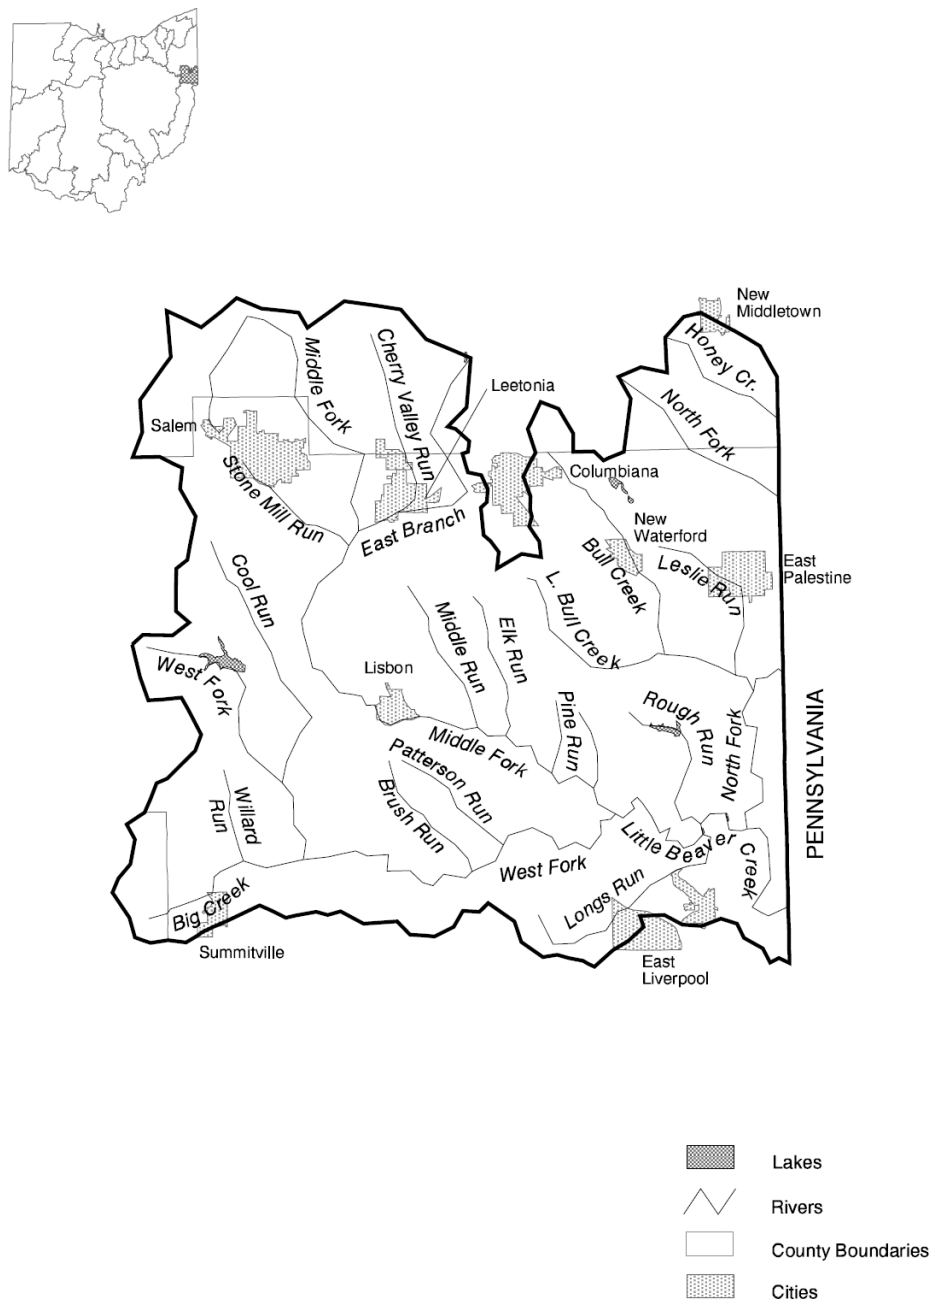 New
Middletown
Honey Cr.
Middle Fork
Cherry Valley Run
Leetonia
North Fork
Salem
Stone Mill Run
East Branch
Columbiana
New
Waterford
Bull Creek
Leslie Run
East
Palestine
Cool Run
L. Bull Creek
Middle Run
Elk Run
West Fork
Lisbon
Pine Run
Rough Run
North Fork
PENNSYLVANIA
Middle Fork
Patterson Run
Brush Run
Willard
Run
Little Beaver
Creek
West Fork
Longs Run
Big Creek
Summitville
East
Liverpool
Lakes
Rivers
County Boundaries
Cities